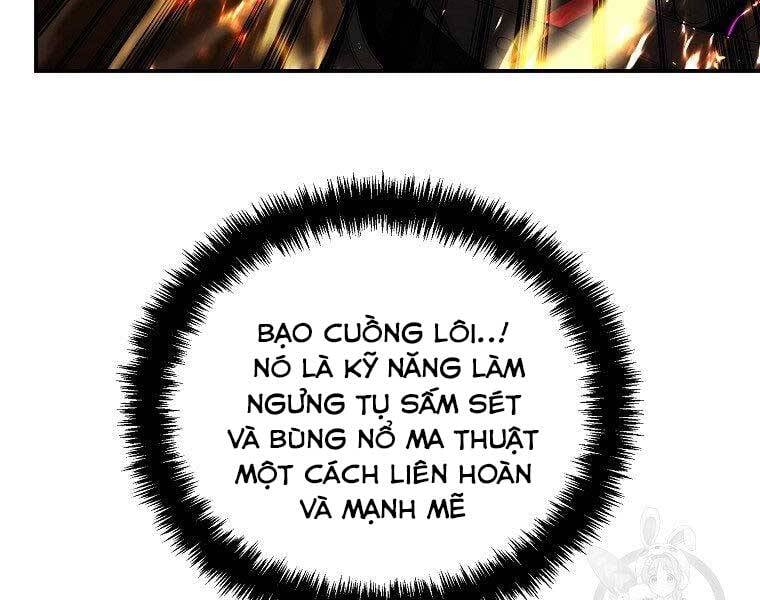 BẠO CUỒNG LÔI..!
NÓ LÀ KỸ NĂNG LÀM
NGƯNG TỤ SẤM SÉT
VÀ BÙNG NỔ MA THUẬT
MỘT CÁCH LIÊN HOÀN
VÀ MẠNH MẼ